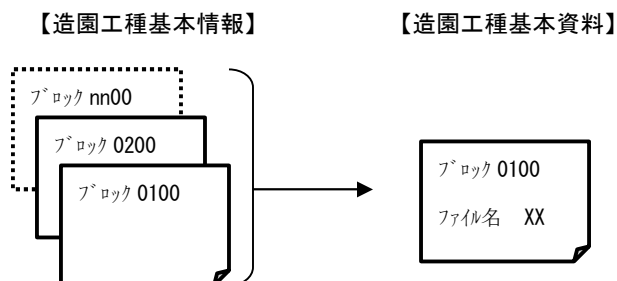 【造園工種基本情報】
【造園工種基本資料】
ﾌﾞﾛｯｸ nn00
ﾌﾞﾛｯｸ 0200
ﾌﾞﾛｯｸ 0100
ﾌﾞﾛｯｸ 0100
ﾌｧｲﾙ名 XX